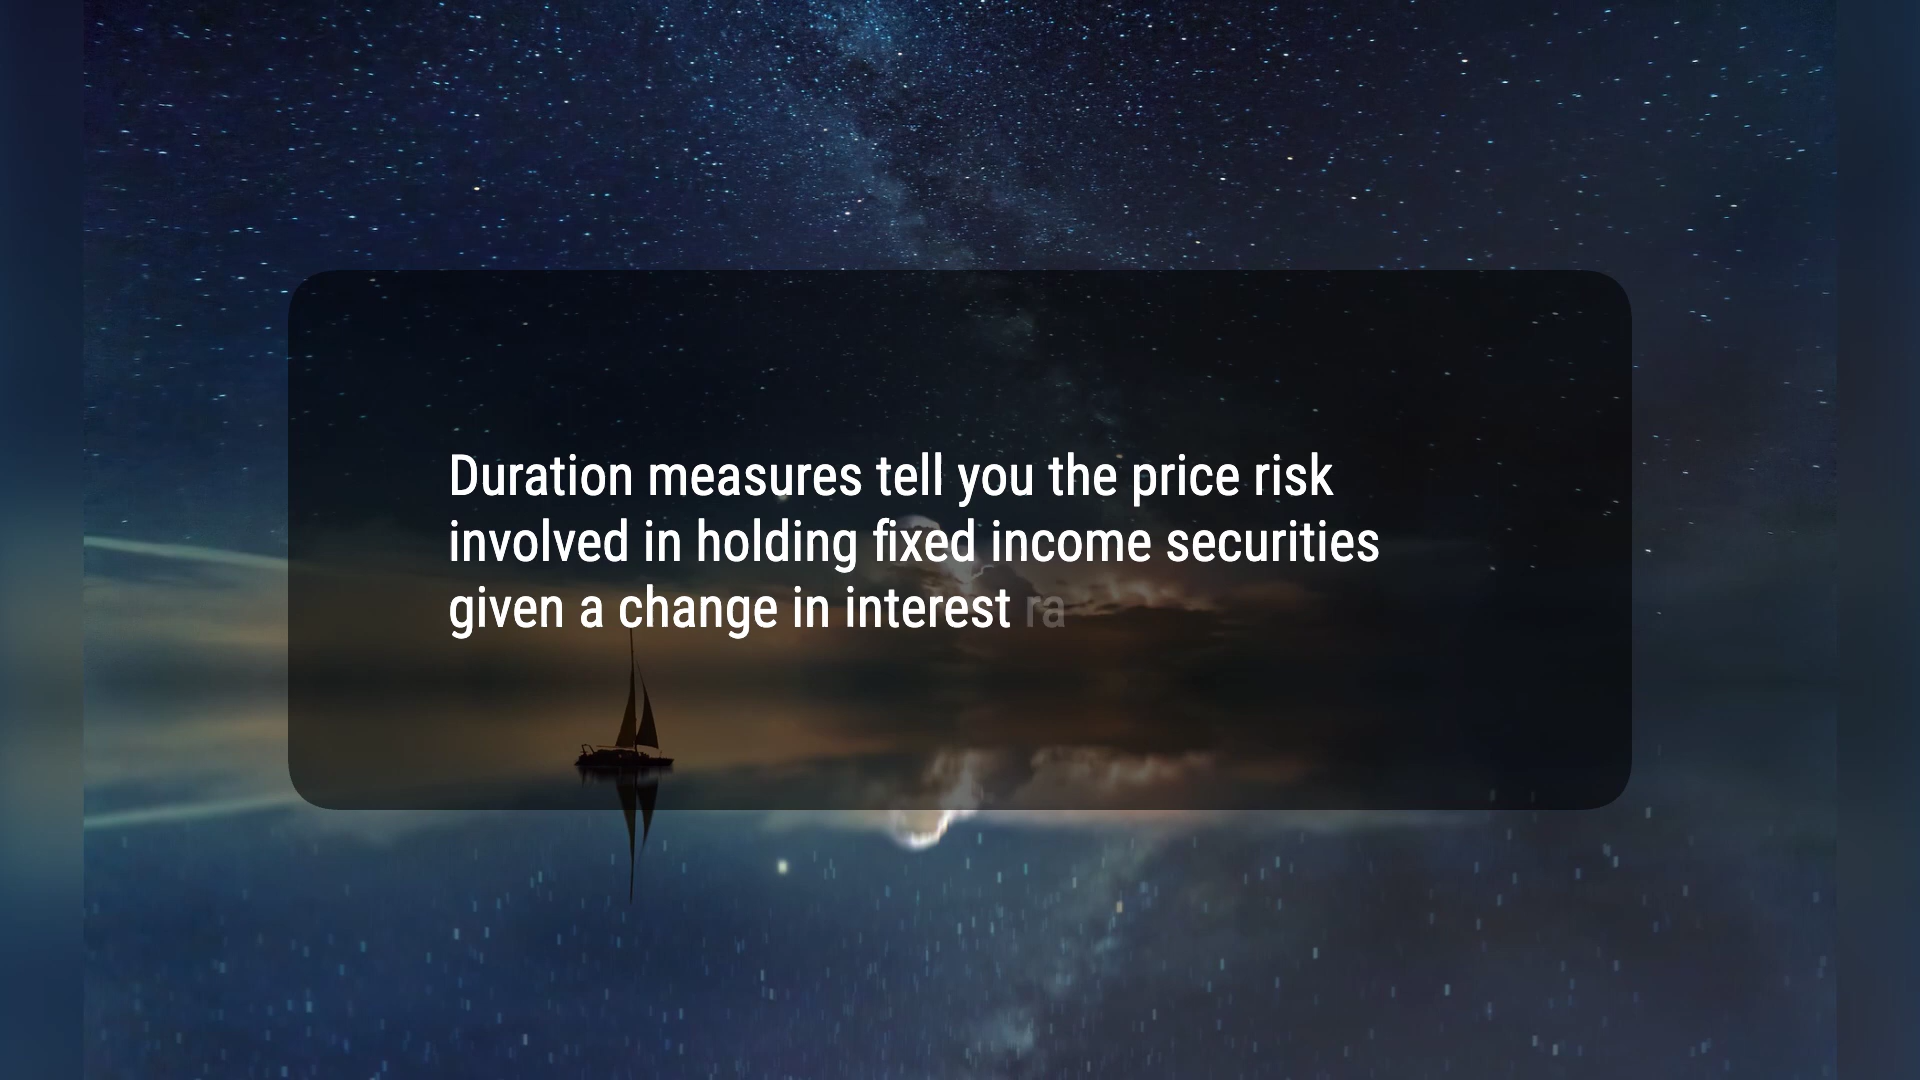 Duration measures tell you the price risk
involved in holding fixed income securities
given a change in interest ra